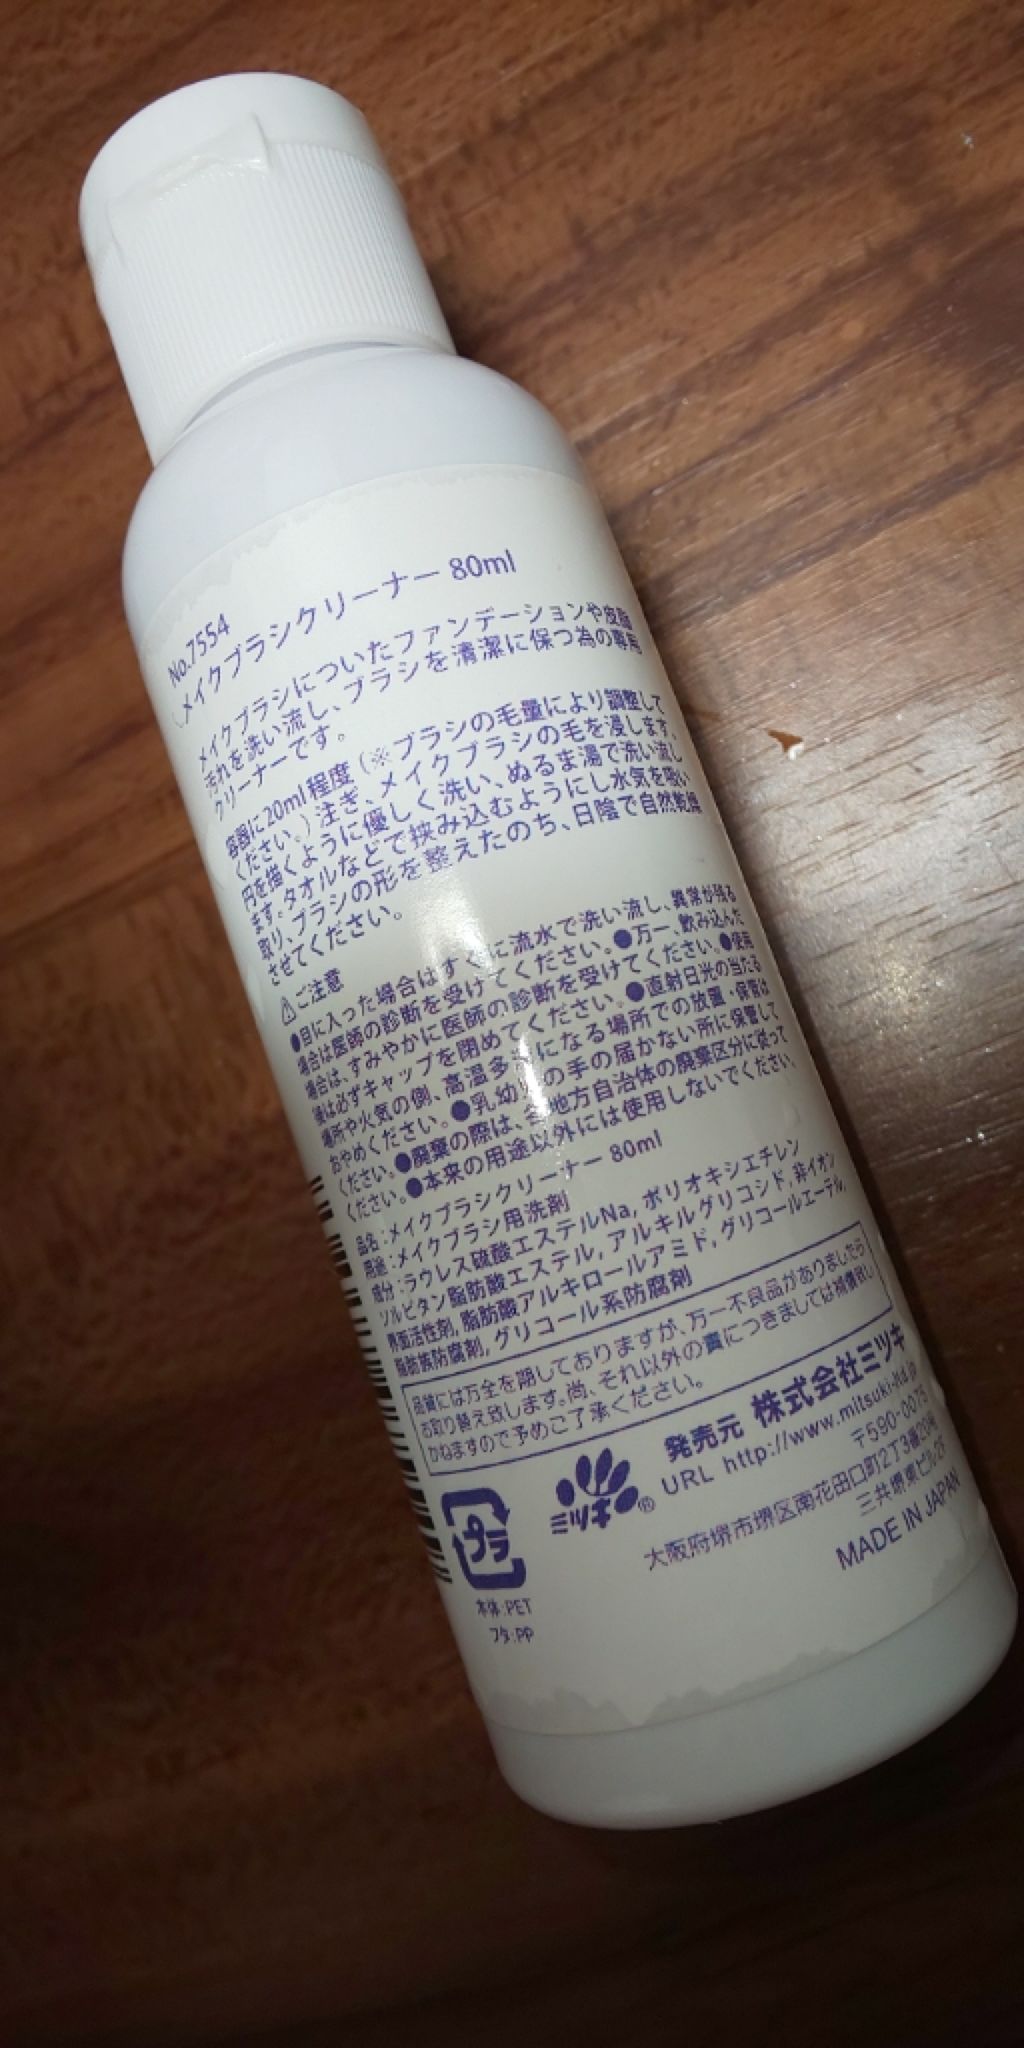 No.7554
メイクブラシクリーナー 80ml
メイクブラシについたファンデーションや皮脂
汚れを洗い流し、ブラシを清潔に保つ為の専用
クリーナーです。
容器に20ml程度(※ブラシの毛量により調整して
ください。)注ぎ、メイクブラシの毛を浸します。
円を描くように優しく洗い、ぬるま湯で洗い流し
ます。タオルなどで挟み込むようにし水気を吸い
取り、ブラシの形を整えたのち、日陰で自然乾燥
させてください。
⚠ご注意
●目に入った場合はすぐに流水で洗い流し、異常が残る
場合は医師の診断を受けてください。●万一、飲み込んだ
場合は、すみやかに医師の診断を受けてください。●使用
後は必ずキャップを閉めてください。●直射日光の当たる
場所や火気の側、高温多湿になる場所での放置・保管は
おやめください。●乳幼児の手の届かない所に保管して
ください。●廃棄の際は、各地方自治体の廃棄区分に従って
ください。●本来の用途以外には使用しないでください。
品名:メイクブラシクリーナー 80ml
用途:メイクブラシ用洗剤
成分:ラウレス硫酸エステルNa, ポリオキシエチレン
ソルビタン脂肪酸エステル, アルキルグリコシド, 非イオン
界面活性剤, 脂肪酸アルキロールアミド, グリコールエーテル,
脂肪族防腐剤, グリコール系防腐剤
品質には万全を期しておりますが、万一不良品がありましたら
お取り替え致します。尚、それ以外の責につきましては補償致し
かねますので予めご了承ください。
プラ
本体:PET
フタ:PP
ミツキ®
発売元 株式会社ミツキ
URL http://www.mitsuki-ltd.jp
〒590-0075
大阪府堺市堺区南花田口町2丁3番20号
三共堺東ビル2F
MADE IN JAPAN